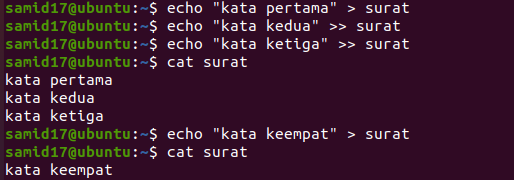 samid17@ubuntu:~$ echo "kata pertama" > surat
samid17@ubuntu:~$ echo "kata kedua" >> surat
samid17@ubuntu:~$ echo "kata ketiga" >> surat
samid17@ubuntu:~$ cat surat
kata pertama
kata kedua
kata ketiga
samid17@ubuntu:~$ echo "kata keempat" > surat
samid17@ubuntu:~$ cat surat
kata keempat